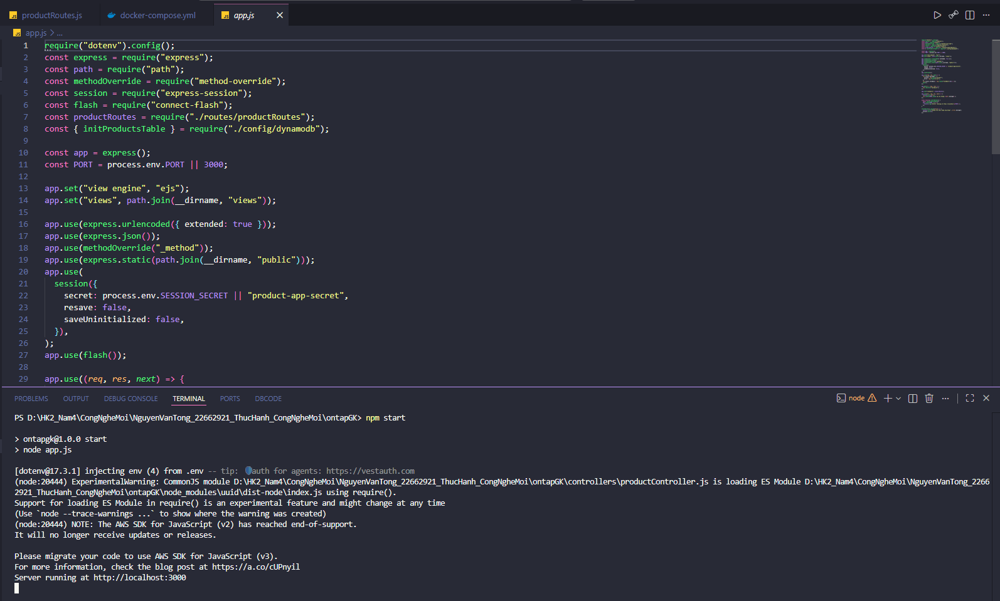 productRoutes.js
docker-compose.yml
app.js
app.js > ...
1 require("dotenv").config();
2 const express = require("express");
3 const path = require("path");
4 const methodOverride = require("method-override");
5 const session = require("express-session");
6 const flash = require("connect-flash");
7 const productRoutes = require("./routes/productRoutes");
8 const { initProductsTable } = require("./config/dynamodb");
9
10 const app = express();
11 const PORT = process.env.PORT || 3000;
12
13 app.set("view engine", "ejs");
14 app.set("views", path.join(__dirname, "views"));
15
16 app.use(express.urlencoded({ extended: true }));
17 app.use(express.json());
18 app.use(methodOverride("_method"));
19 app.use(express.static(path.join(__dirname, "public")));
20 app.use(
21 session({
22 secret: process.env.SESSION_SECRET || "product-app-secret",
23 resave: false,
24 saveUninitialized: false,
25 }),
26 );
27 app.use(flash());
28
29 app.use((req, res, next) => {
PROBLEMS OUTPUT DEBUG CONSOLE TERMINAL PORTS DBCODE
node
PS D:\HK2_Nam4\CongNgheMoi\NguyenVanTong_22662921_ThucHanh_CongNgheMoi\ontapGK> npm start
> ontapgk@1.0.0 start
> node app.js
[dotenv@17.3.1] injecting env (4) from .env -- tip: auth for agents: https://vestauth.com
(node:20444) ExperimentalWarning: CommonJS module D:\HK2_Nam4\CongNgheMoi\NguyenVanTong_22662921_ThucHanh_CongNgheMoi\ontapGK\controllers\productController.js is loading ES Module D:\HK2_Nam4\CongNgheMoi\NguyenVanTong_2266
2921_ThucHanh_CongNgheMoi\ontapGK\node_modules\uuid\dist-node\index.js using require().
Support for loading ES Module in require() is an experimental feature and might change at any time
(Use `node --trace-warnings ...` to show where the warning was created)
(node:20444) NOTE: The AWS SDK for JavaScript (v2) has reached end-of-support.
It will no longer receive updates or releases.
Please migrate your code to use AWS SDK for JavaScript (v3).
For more information, check the blog post at https://a.co/cUPnyil
Server running at http://localhost:3000